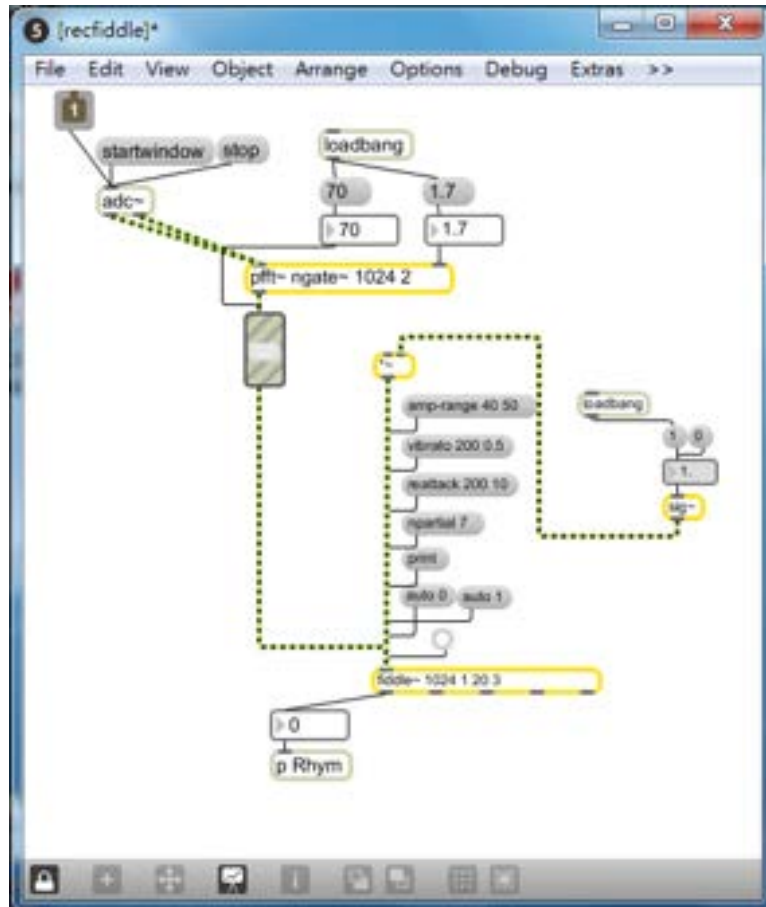 [recfiddle]*
File Edit View Object Arrange Options Debug Extras >>
1
startwindow stop
loadbang
adc~
70 1.7
70 1.7
pfft~ ngate~ 1024 2
*~
amp-range 40 50
loadbang
vibrato 200 0.5
1 0
1.
reattack 200 10
sig~
npartial 7
print
auto 0 auto 1
fiddle~ 1024 1 20 3
0
p Rhym